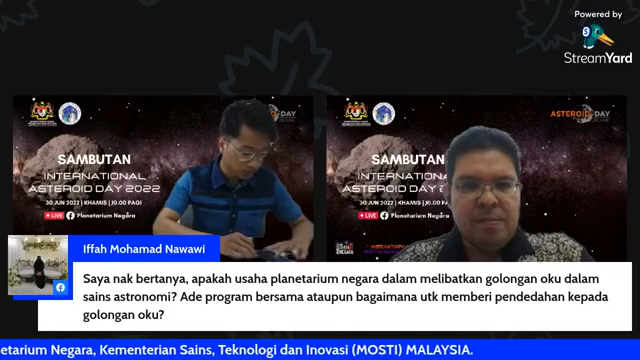 Powered by
StreamYard
SAMBUTAN
INTERNATIONAL
ASTEROID DAY 2022
30 JUN 2022 | KHAMIS | 10.00 PAGI
LIVE Planetarium Negara
DAY
ASTEROID DAY
SAMBUTAN
INTERNATIONAL
ASTEROID DAY 2
30 JUN 2022 | KHAMIS | 10.00 PAGI
LIVE Planetarium Negara
Iffah Mohamad Nawawi
Saya nak bertanya, apakah usaha planetarium negara dalam melibatkan golongan oku dalam
sains astronomi? Ade program bersama ataupun bagaimana utk memberi pendedahan kepada
golongan oku?
etarium Negara, Kementerian Sains, Teknologi dan Inovasi (MOSTI) MALAYSIA.